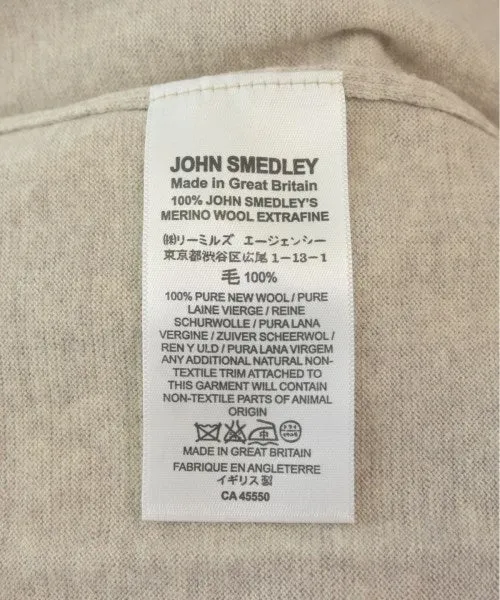 JOHN SMEDLEY
Made in Great Britain
100% JOHN SMEDLEY'S
MERINO WOOL EXTRAFINE
㈱リーミルズ エージェンシー
東京都渋谷区広尾1-13-1
毛 100%
100% PURE NEW WOOL / PURE
LAINE VIERGE / REINE
SCHURWOLLE / PURA LANA
VERGINE / ZUIVER SCHEERWOL /
REN Y ULD / PURA LANA VIRGEM
ANY ADDITIONAL NATURAL NON-
TEXTILE TRIM ATTACHED TO
THIS GARMENT WILL CONTAIN
NON-TEXTILE PARTS OF ANIMAL
ORIGIN
MADE IN GREAT BRITAIN
FABRIQUE EN ANGLETERRE
イギリス製
CA 45550